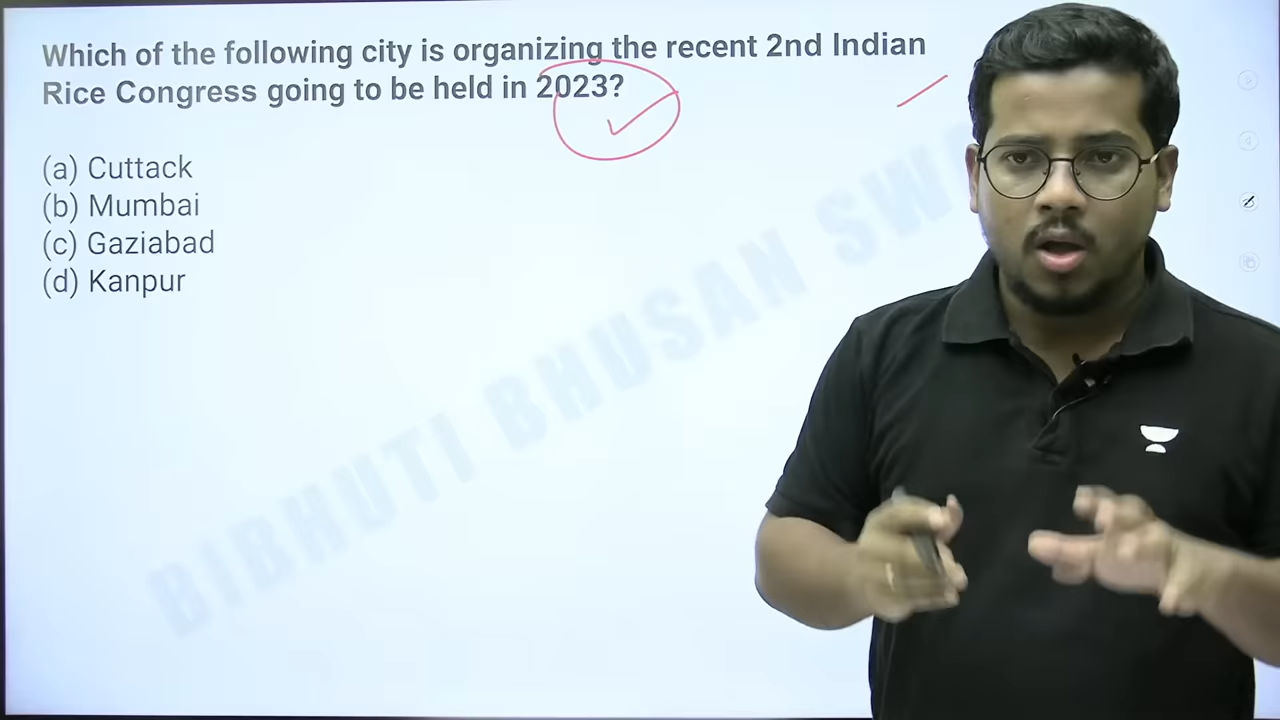 Which of the following city is organizing the recent 2nd Indian
Rice Congress going to be held in 2023?
(a) Cuttack
(b) Mumbai
(c) Gaziabad
(d) Kanpur
BIBHUTI BHUSAN SWA